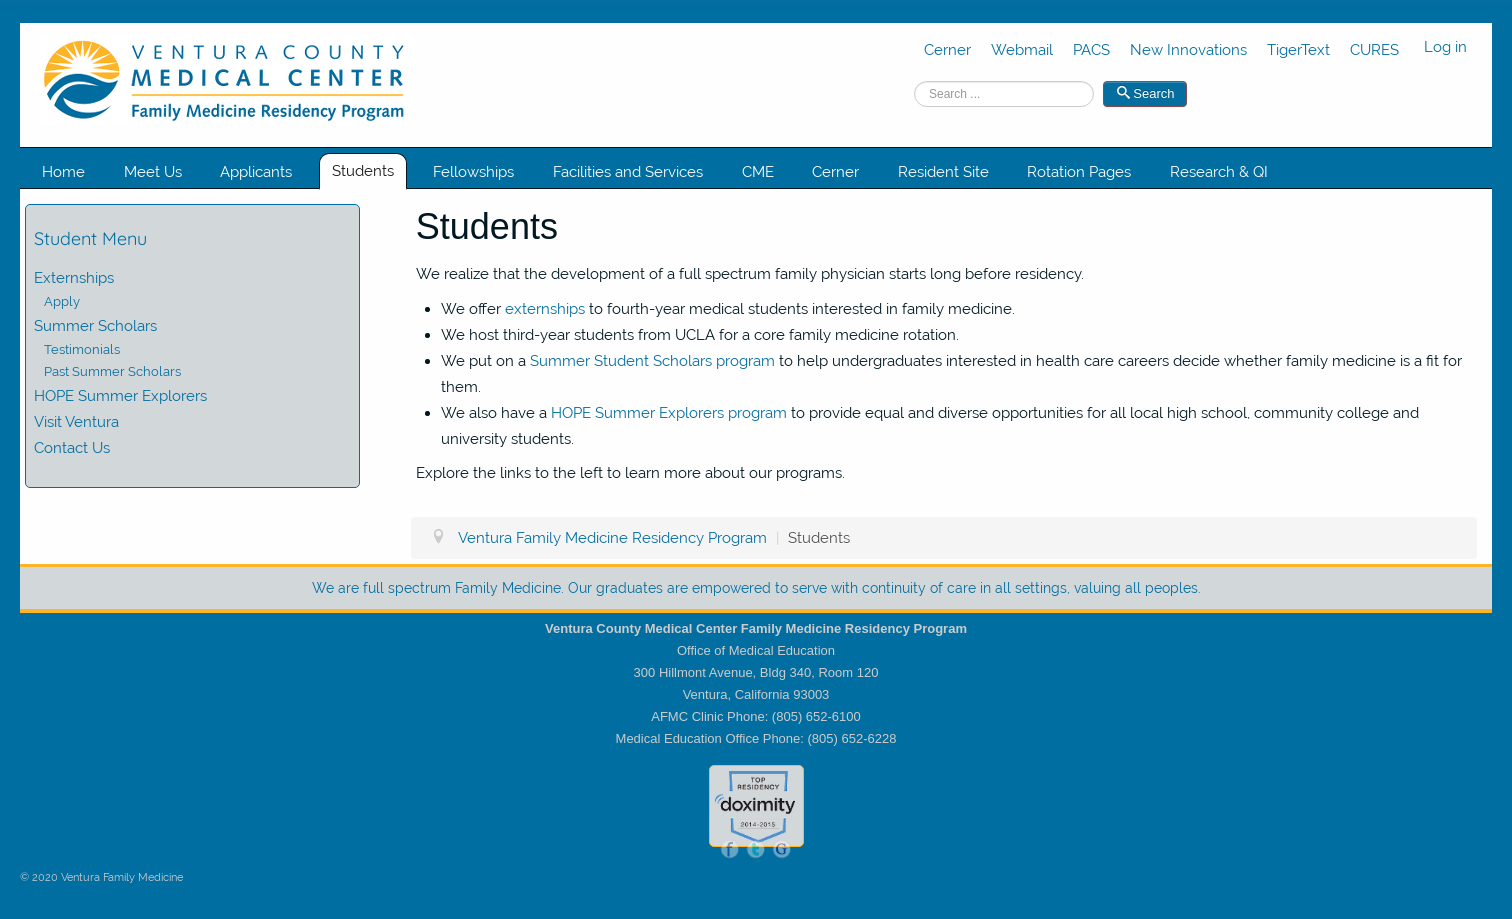 VENTURA COUNTY
MEDICAL CENTER
Family Medicine Residency Program
Cerner Webmail PACS New Innovations TigerText CURES Log in
Search ... Search
Home Meet Us Applicants Students Fellowships Facilities and Services CME Cerner Resident Site Rotation Pages Research & QI
Student Menu
Externships
Apply
Summer Scholars
Testimonials
Past Summer Scholars
HOPE Summer Explorers
Visit Ventura
Contact Us
Students
We realize that the development of a full spectrum family physician starts long before residency.
• We offer externships to fourth-year medical students interested in family medicine.
• We host third-year students from UCLA for a core family medicine rotation.
• We put on a Summer Student Scholars program to help undergraduates interested in health care careers decide whether family medicine is a fit for
them.
• We also have a HOPE Summer Explorers program to provide equal and diverse opportunities for all local high school, community college and
university students.
Explore the links to the left to learn more about our programs.
Ventura Family Medicine Residency Program | Students
We are full spectrum Family Medicine. Our graduates are empowered to serve with continuity of care in all settings, valuing all peoples.
Ventura County Medical Center Family Medicine Residency Program
Office of Medical Education
300 Hillmont Avenue, Bldg 340, Room 120
Ventura, California 93003
AFMC Clinic Phone: (805) 652-6100
Medical Education Office Phone: (805) 652-6228
TOP
RESIDENCY
doximity
2014-2015
f t G
© 2020 Ventura Family Medicine